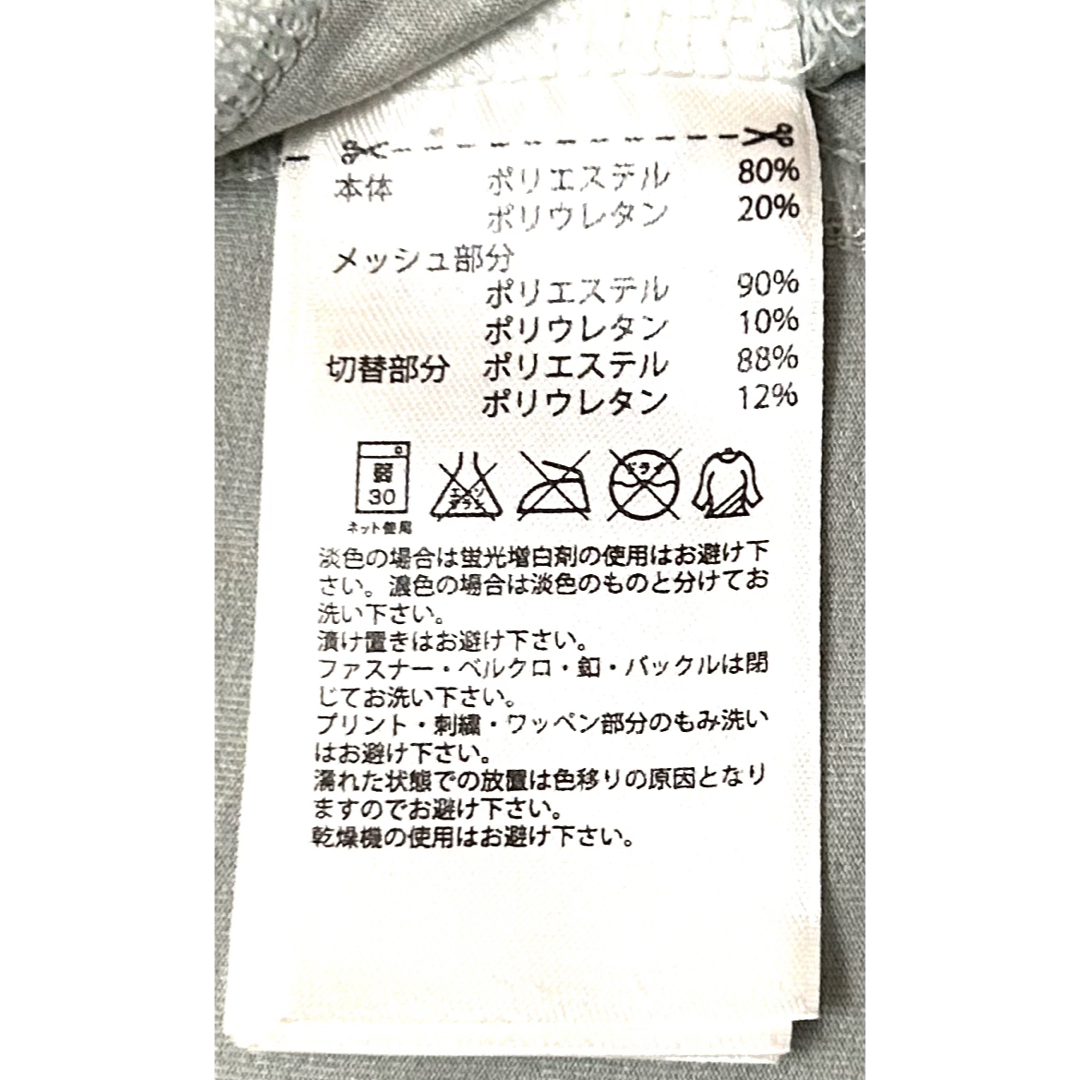 本体 ポリエステル 80%
ポリウレタン 20%
メッシュ部分
ポリエステル 90%
ポリウレタン 10%
切替部分 ポリエステル 88%
ポリウレタン 12%
弱
30
ネット使用
エンソ
サラシ
ドライ
淡色の場合は蛍光増白剤の使用はお避け下
さい。濃色の場合は淡色のものと分けてお
洗い下さい。
漬け置きはお避け下さい。
ファスナー・ベルクロ・釦・バックルは閉
じてお洗い下さい。
プリント・刺繍・ワッペン部分のもみ洗い
はお避け下さい。
濡れた状態での放置は色移りの原因となり
ますのでお避け下さい。
乾燥機の使用はお避け下さい。